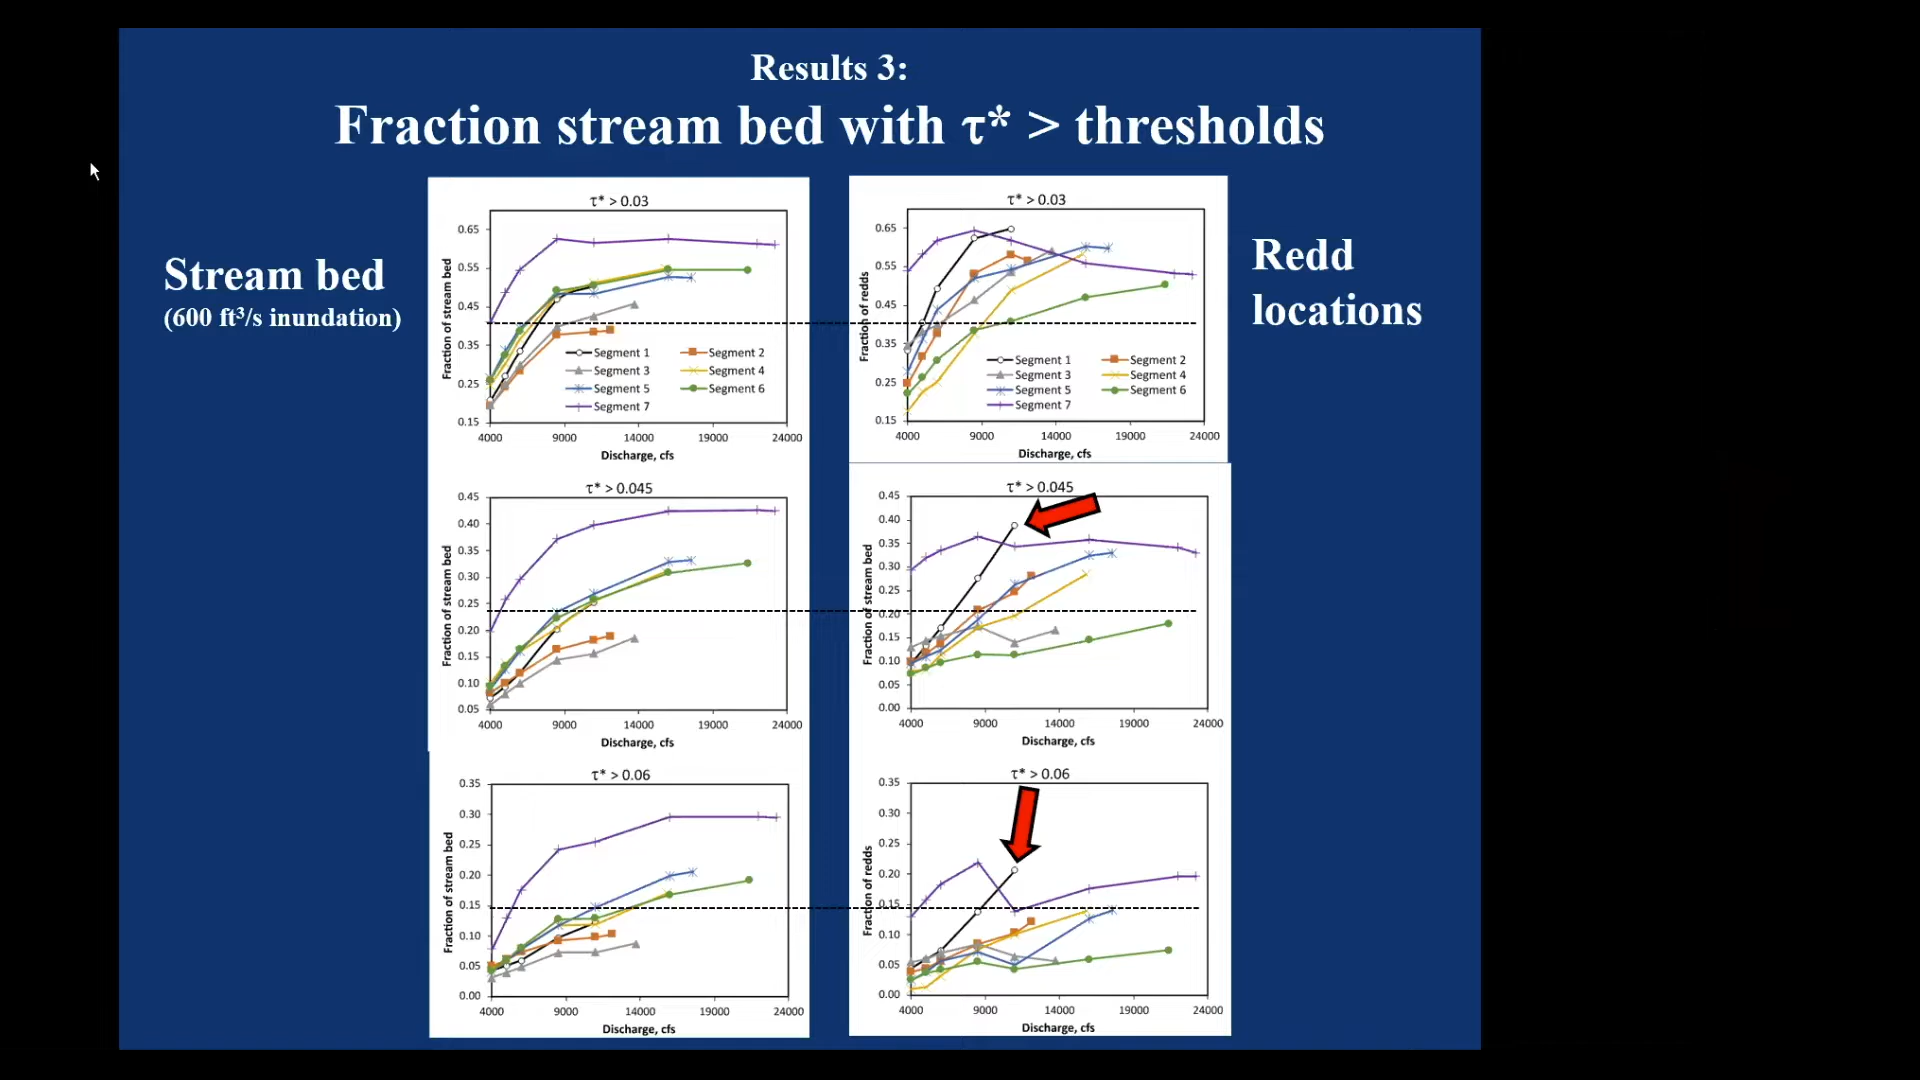 Results 3:
Fraction stream bed with τ* > thresholds
Stream bed
(600 ft³/s inundation)
τ* > 0.03
Fraction of stream bed
0.65
0.55
0.45
0.35
0.25
0.15
Segment 1
Segment 2
Segment 3
Segment 4
Segment 5
Segment 6
Segment 7
4000 9000 14000 19000 24000
Discharge, cfs
τ* > 0.03
Fraction of redds
0.65
0.55
0.45
0.35
0.25
0.15
Segment 1
Segment 2
Segment 3
Segment 4
Segment 5
Segment 6
Segment 7
4000 9000 14000 19000 24000
Discharge, cfs
Redd
locations
τ* > 0.045
Fraction of stream bed
0.45
0.40
0.35
0.30
0.25
0.20
0.15
0.10
0.05
4000 9000 14000 19000 24000
Discharge, cfs
τ* > 0.045
Fraction of stream bed
0.45
0.40
0.35
0.30
0.25
0.20
0.15
0.10
0.05
0.00
4000 9000 14000 19000 24000
Discharge, cfs
τ* > 0.06
Fraction of stream bed
0.35
0.30
0.25
0.20
0.15
0.10
0.05
0.00
4000 9000 14000 19000 24000
Discharge, cfs
τ* > 0.06
Fraction of redds
0.35
0.30
0.25
0.20
0.15
0.10
0.05
0.00
4000 9000 14000 19000 24000
Discharge, cfs